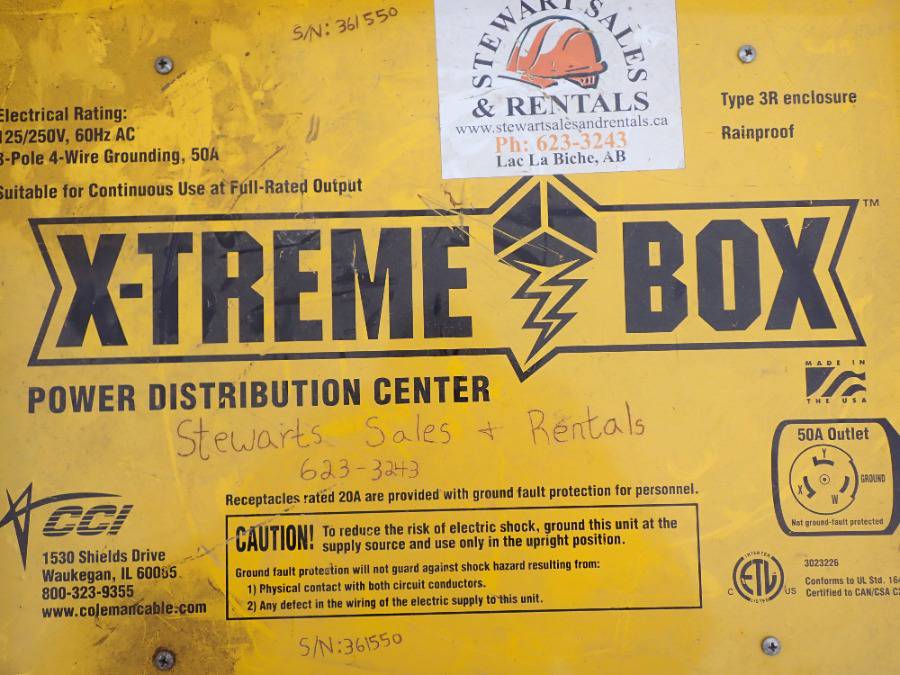 S/N: 361550
STEWART SALES
& RENTALS
www.stewartsalesandrentals.ca
Ph: 623-3243
Lac La Biche, AB
Electrical Rating:
125/250V, 60Hz AC
3-Pole 4-Wire Grounding, 50A
Suitable for Continuous Use at Full-Rated Output
Type 3R enclosure
Rainproof
X-TREME BOX™
POWER DISTRIBUTION CENTER
MADE IN
THE USA
Stewarts Sales + Rentals
623-3243
50A Outlet
Y
GROUND
X
W
Not ground-fault protected
Receptacles rated 20A are provided with ground fault protection for personnel.
CCI
1530 Shields Drive
Waukegan, IL 60085
800-323-9355
www.colemancable.com
CAUTION! To reduce the risk of electric shock, ground this unit at the
supply source and use only in the upright position.
Ground fault protection will not guard against shock hazard resulting from:
1) Physical contact with both circuit conductors.
2) Any defect in the wiring of the electric supply to this unit.
INTERTEK
C ETL US
LISTED
3023226
Conforms to UL Std.
Certified to CAN/CSA
S/N: 361550